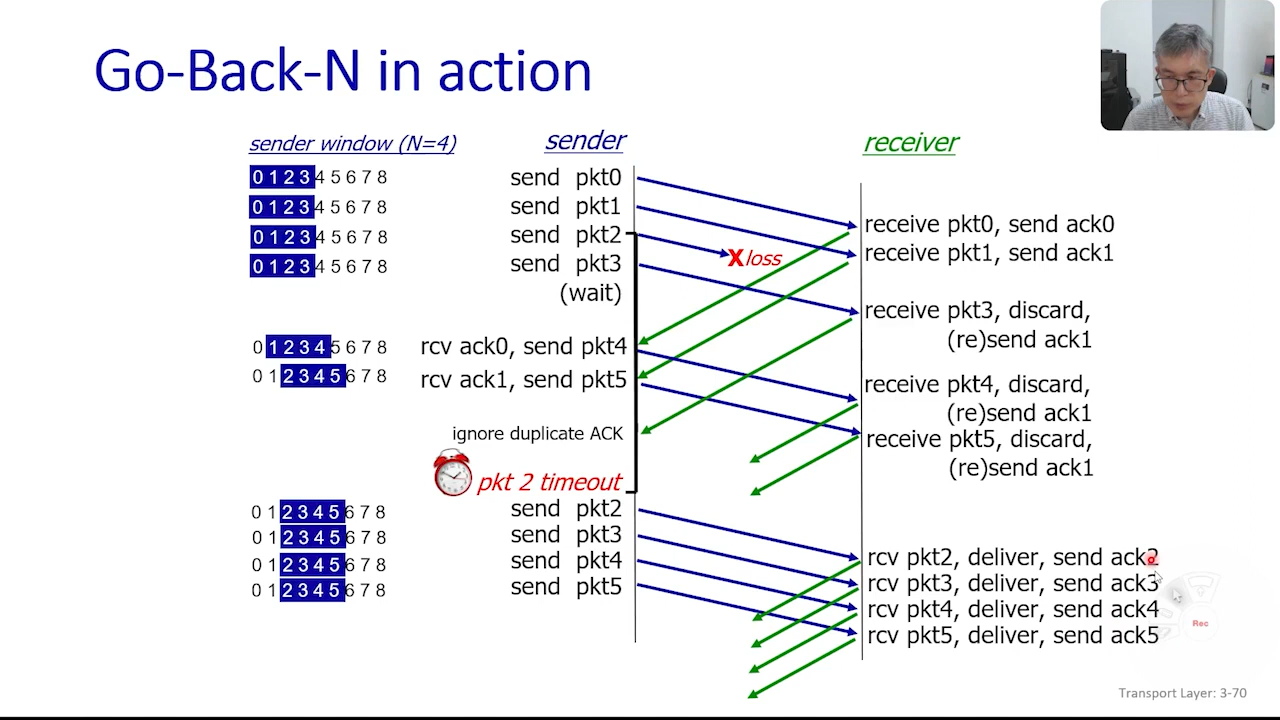 Go-Back-N in action
sender window (N=4)
sender
receiver
0 1 2 3 4 5 6 7 8
send pkt0
0 1 2 3 4 5 6 7 8
send pkt1
0 1 2 3 4 5 6 7 8
send pkt2
0 1 2 3 4 5 6 7 8
send pkt3
(wait)
X loss
receive pkt0, send ack0
receive pkt1, send ack1
receive pkt3, discard,
(re)send ack1
0 1 2 3 4 5 6 7 8
rcv ack0, send pkt4
0 1 2 3 4 5 6 7 8
rcv ack1, send pkt5
receive pkt4, discard,
(re)send ack1
receive pkt5, discard,
(re)send ack1
ignore duplicate ACK
pkt 2 timeout
0 1 2 3 4 5 6 7 8
send pkt2
0 1 2 3 4 5 6 7 8
send pkt3
0 1 2 3 4 5 6 7 8
send pkt4
0 1 2 3 4 5 6 7 8
send pkt5
rcv pkt2, deliver, send ack2
rcv pkt3, deliver, send ack3
rcv pkt4, deliver, send ack4
rcv pkt5, deliver, send ack5
Rec
Transport Layer: 3-70